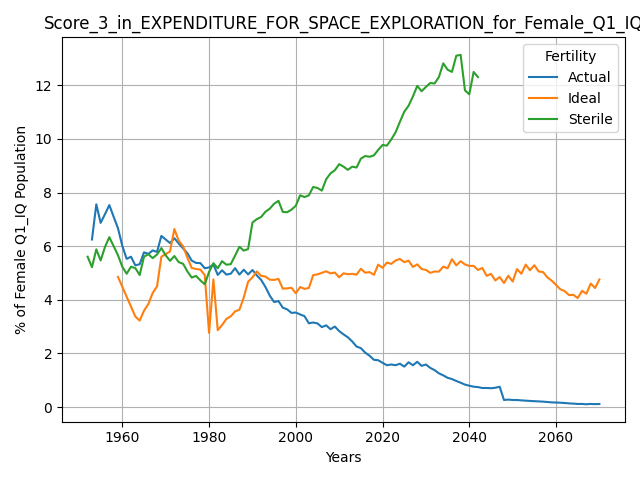 Score_3_in_EXPENDITURE_FOR_SPACE_EXPLORATION_for_Female_Q1_IQ
Fertility
Actual
Ideal
Sterile
% of Female Q1_IQ Population
12
10
8
6
4
2
0
1960 1980 2000 2020 2040 2060
Years